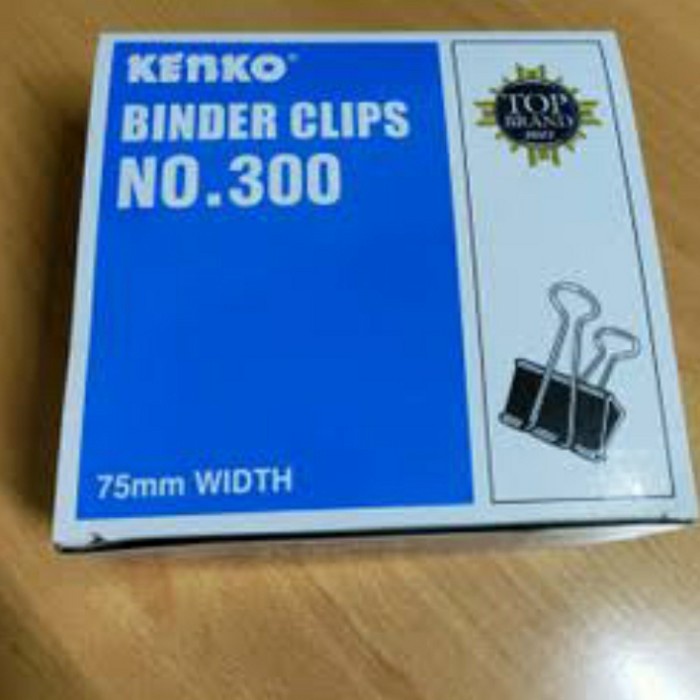 KENKO
BINDER CLIPS
NO.300
75mm WIDTH
TOP
BRAND